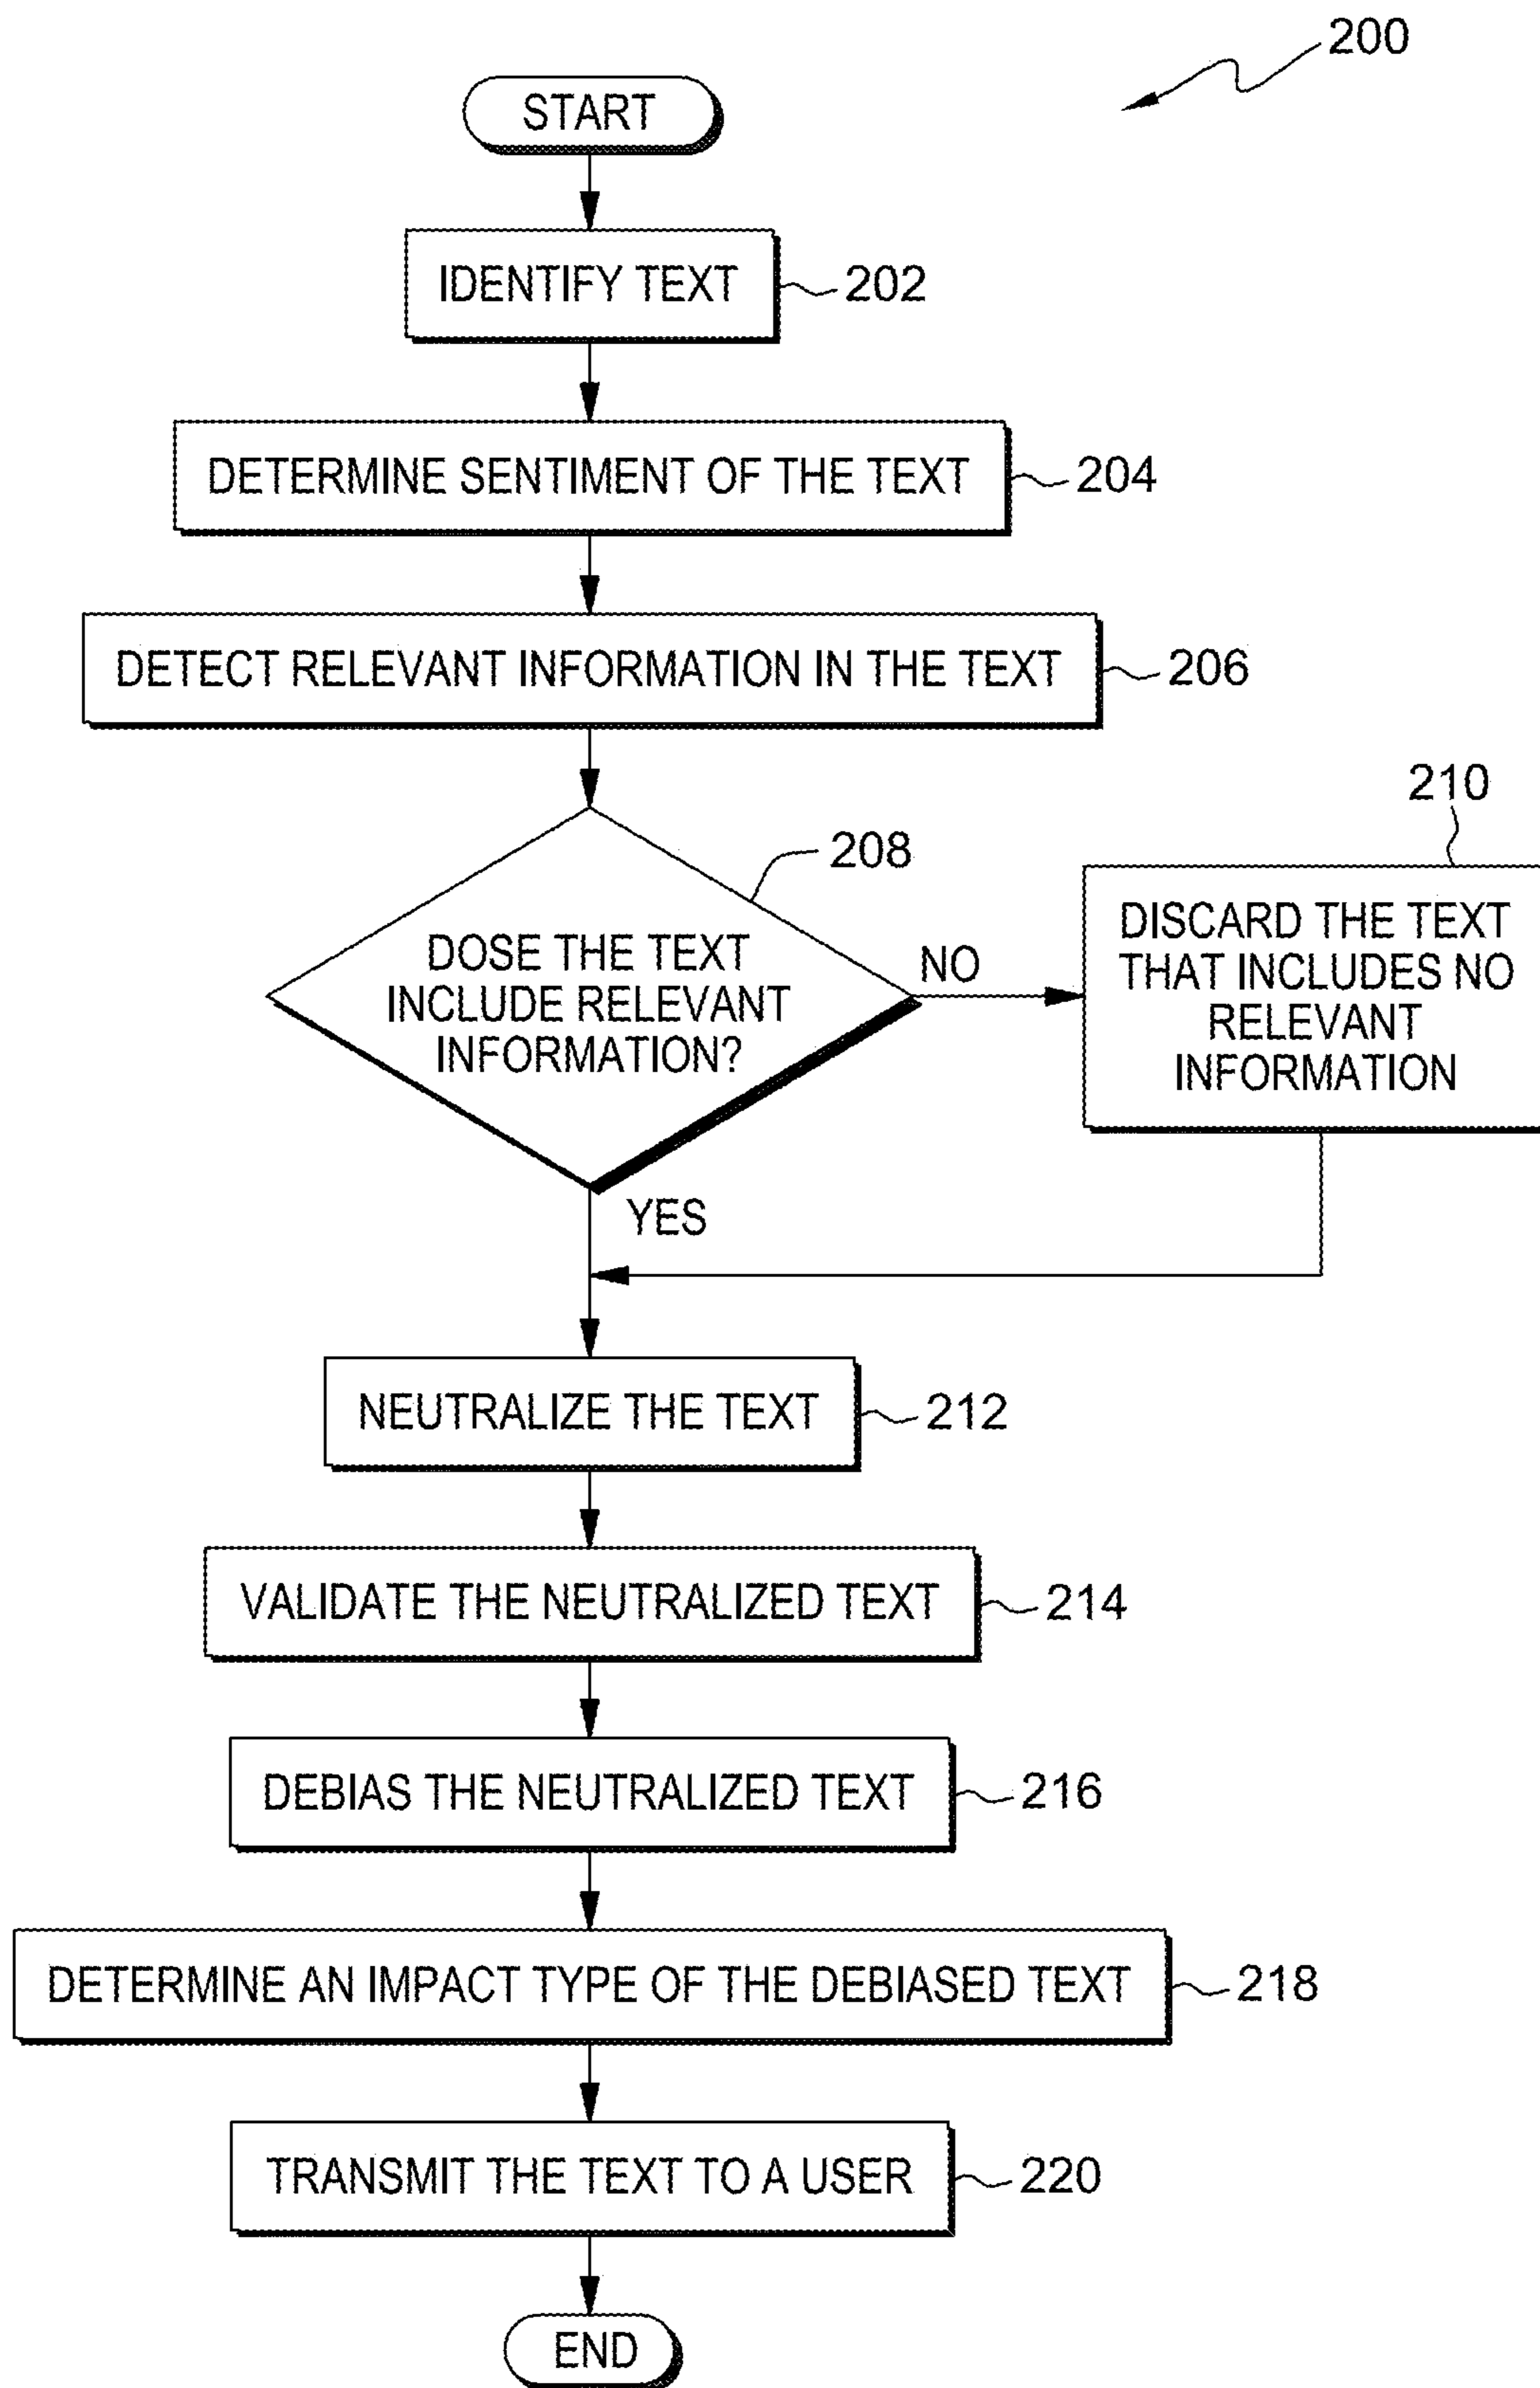 200
START
IDENTIFY TEXT
202
DETERMINE SENTIMENT OF THE TEXT
204
DETECT RELEVANT INFORMATION IN THE TEXT
206
208
DOSE THE TEXT
INCLUDE RELEVANT
INFORMATION?
NO
210
DISCARD THE TEXT
THAT INCLUDES NO
RELEVANT
INFORMATION
YES
NEUTRALIZE THE TEXT
212
VALIDATE THE NEUTRALIZED TEXT
214
DEBIAS THE NEUTRALIZED TEXT
216
DETERMINE AN IMPACT TYPE OF THE DEBIASED TEXT
218
TRANSMIT THE TEXT TO A USER
220
END